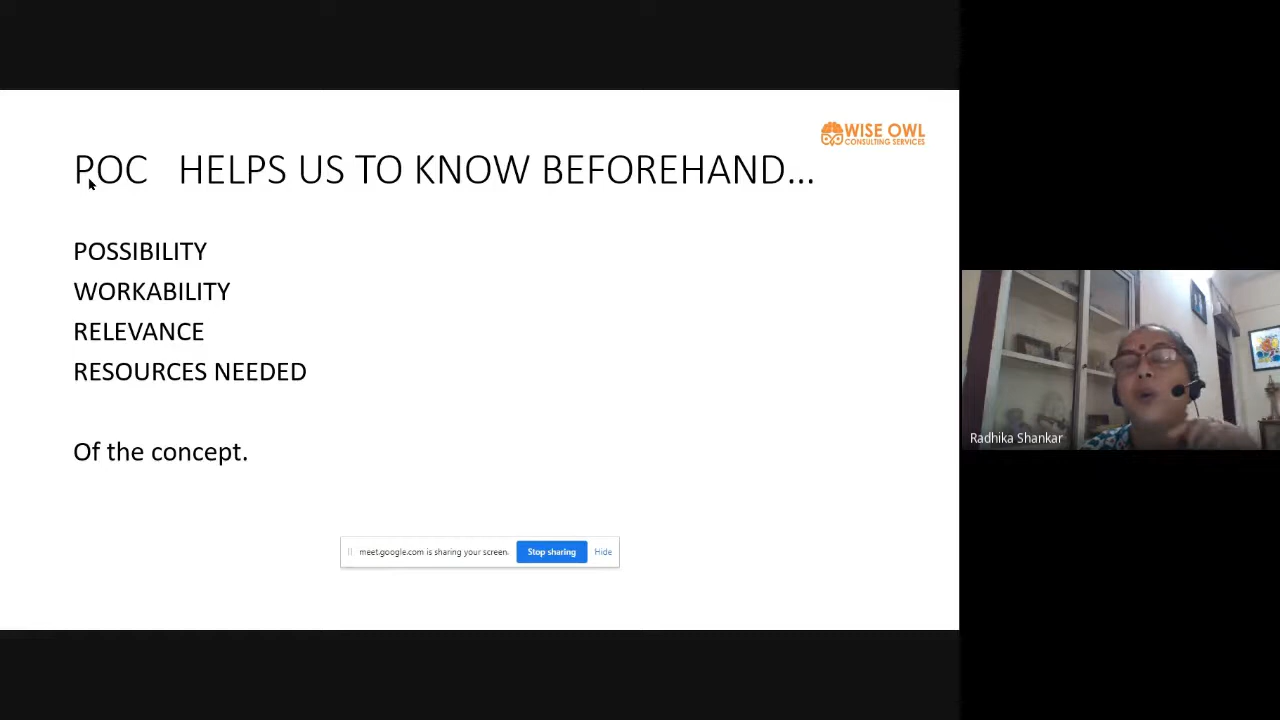 WISE OWL
CONSULTING SERVICES
POC HELPS US TO KNOW BEFOREHAND...
POSSIBILITY
WORKABILITY
RELEVANCE
RESOURCES NEEDED
Of the concept.
meet.google.com is sharing your screen.
Stop sharing
Hide
Radhika Shankar